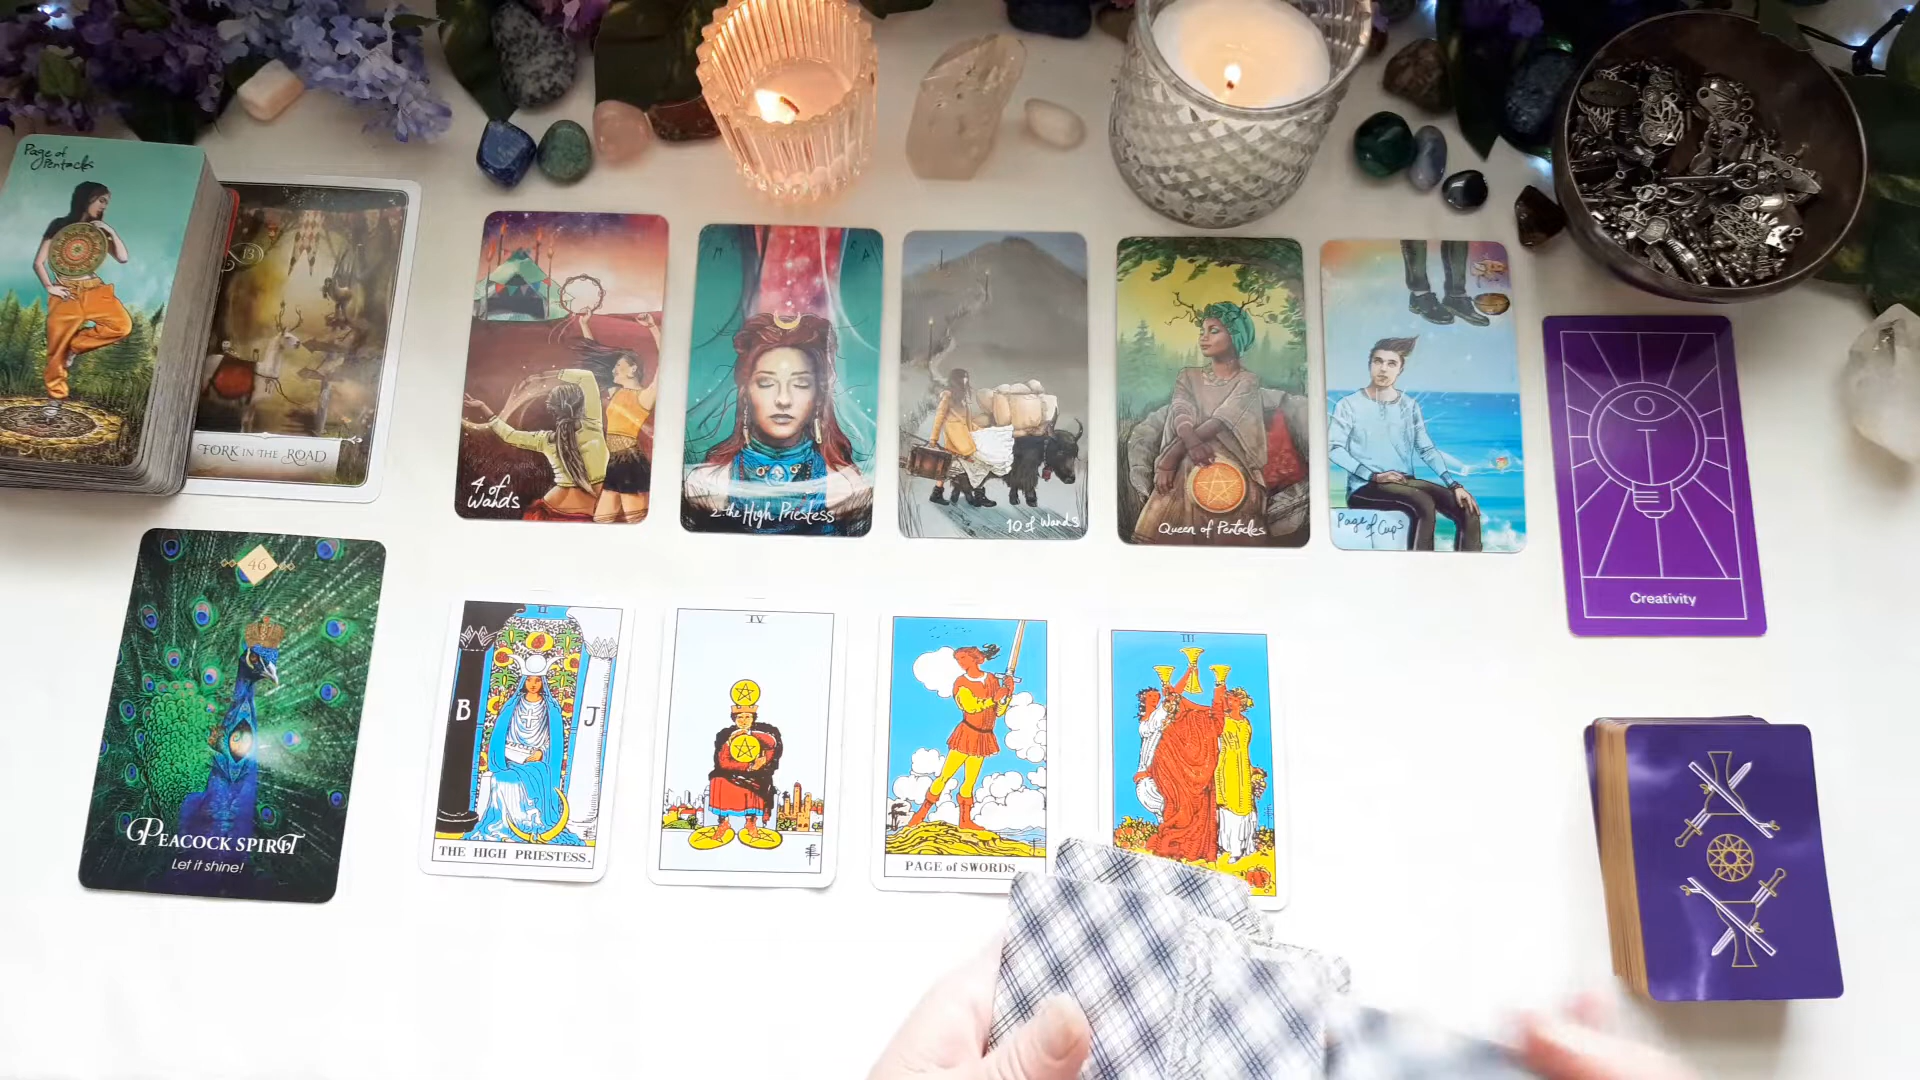 Page of
Pentacles
13
FORK IN THE ROAD
4 of
Wands
2. the High Priestess
10 of Wands
Queen of Pentacles
Page of Cups
Creativity
46
PEACOCK SPIRIT
Let it shine!
II
B
J
THE HIGH PRIESTESS.
IV
PAGE of SWORDS
III